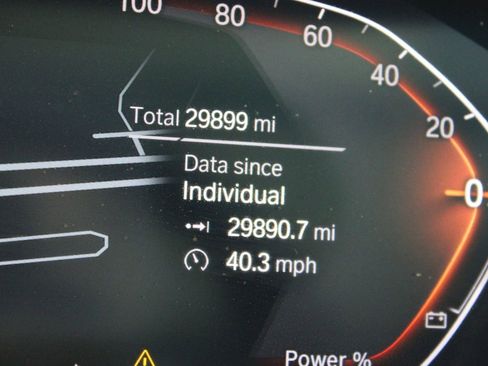 100
80
60
40
20
0
Total 29899 mi
Data since
Individual
29890.7 mi
40.3 mph
Power %